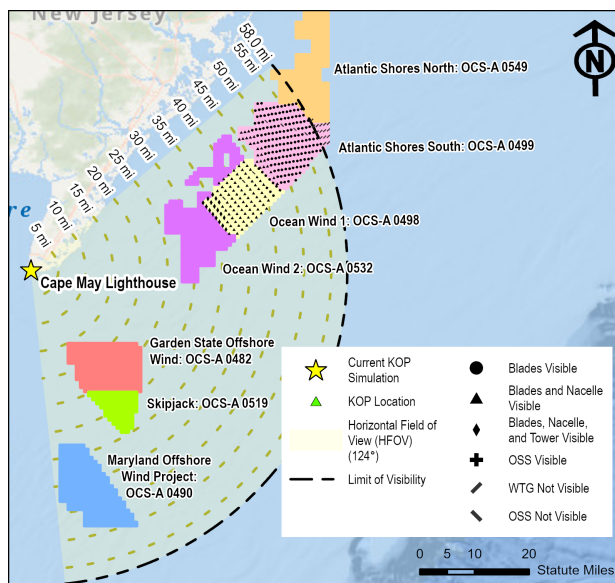 New Jersey
58.0 mi
55 mi
50 mi
45 mi
40 mi
35 mi
30 mi
25 mi
20 mi
15 mi
10 mi
5 mi
re
N
Atlantic Shores North: OCS-A 0549
Atlantic Shores South: OCS-A 0499
Ocean Wind 1: OCS-A 0498
Ocean Wind 2: OCS-A 0532
Cape May Lighthouse
Garden State Offshore
Wind: OCS-A 0482
Skipjack: OCS-A 0519
Maryland Offshore
Wind Project:
OCS-A 0490
Current KOP
Simulation
KOP Location
Horizontal Field of
View (HFOV)
(124°)
Limit of Visibility
Blades Visible
Blades and Nacelle
Visible
Blades, Nacelle,
and Tower Visible
OSS Visible
WTG Not Visible
OSS Not Visible
0 5 10 20
Statute Miles